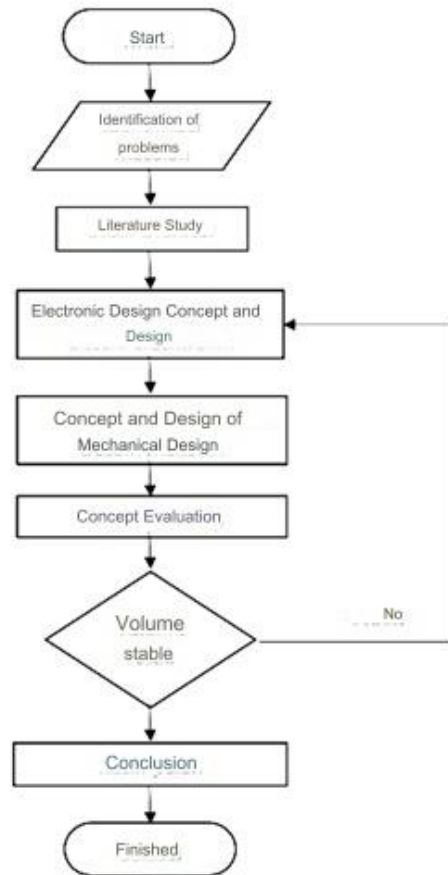 Start
Identification of
problems
Literature Study
Electronic Design Concept and
Design
Concept and Design of
Mechanical Design
Concept Evaluation
Volume
stable
No
Conclusion
Finished